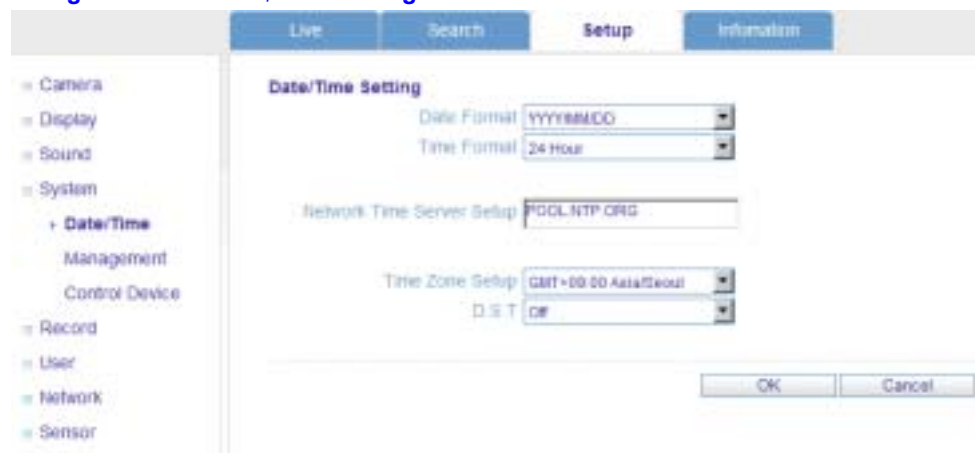 Live Search Setup Infomation
Camera
Display
Sound
System
Date/Time
Management
Control Device
Record
User
Network
Sensor
Date/Time Setting
Date Format YYYY/MM/DD
Time Format 24 Hour
Network Time Server Setup POOL.NTP.ORG
Time Zone Setup GMT+09:00 Asia/Seoul
D.S.T Off
OK Cancel